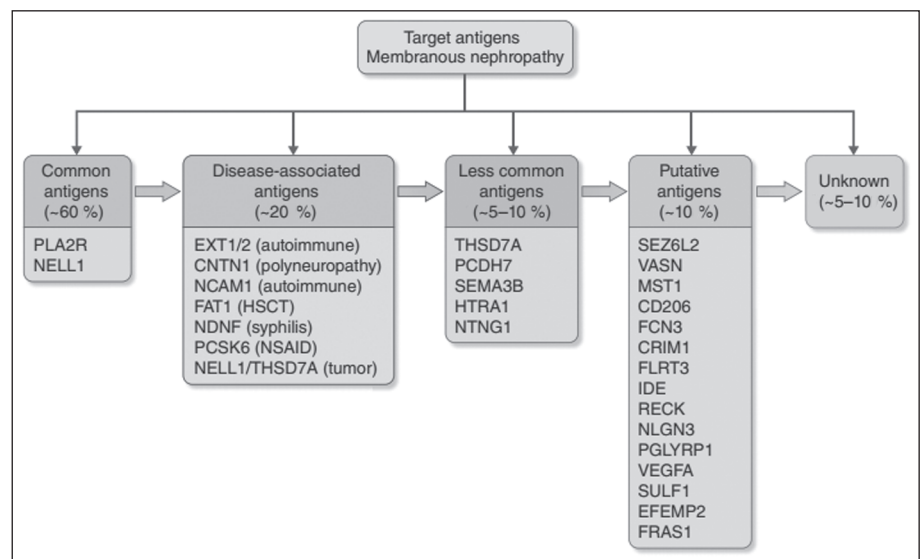 Target antigens
Membranous nephropathy
Common
antigens
(~60 %)
PLA2R
NELL1
Disease-associated
antigens
(~20 %)
EXT1/2 (autoimmune)
CNTN1 (polyneuropathy)
NCAM1 (autoimmune)
FAT1 (HSCT)
NDNF (syphilis)
PCSK6 (NSAID)
NELL1/THSD7A (tumor)
Less common
antigens
(~5–10 %)
THSD7A
PCDH7
SEMA3B
HTRA1
NTNG1
Putative
antigens
(~10 %)
SEZ6L2
VASN
MST1
CD206
FCN3
CRIM1
FLRT3
IDE
RECK
NLGN3
PGLYRP1
VEGFA
SULF1
EFEMP2
FRAS1
Unknown
(~5–10 %)